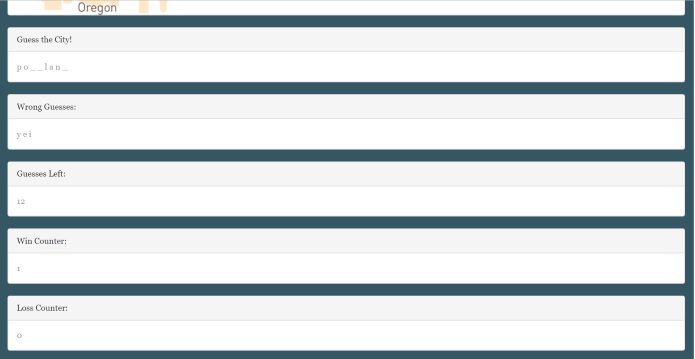 Oregon
Guess the City!
p o _ _ l a n _
Wrong Guesses:
y e i
Guesses Left:
12
Win Counter:
1
Loss Counter:
0